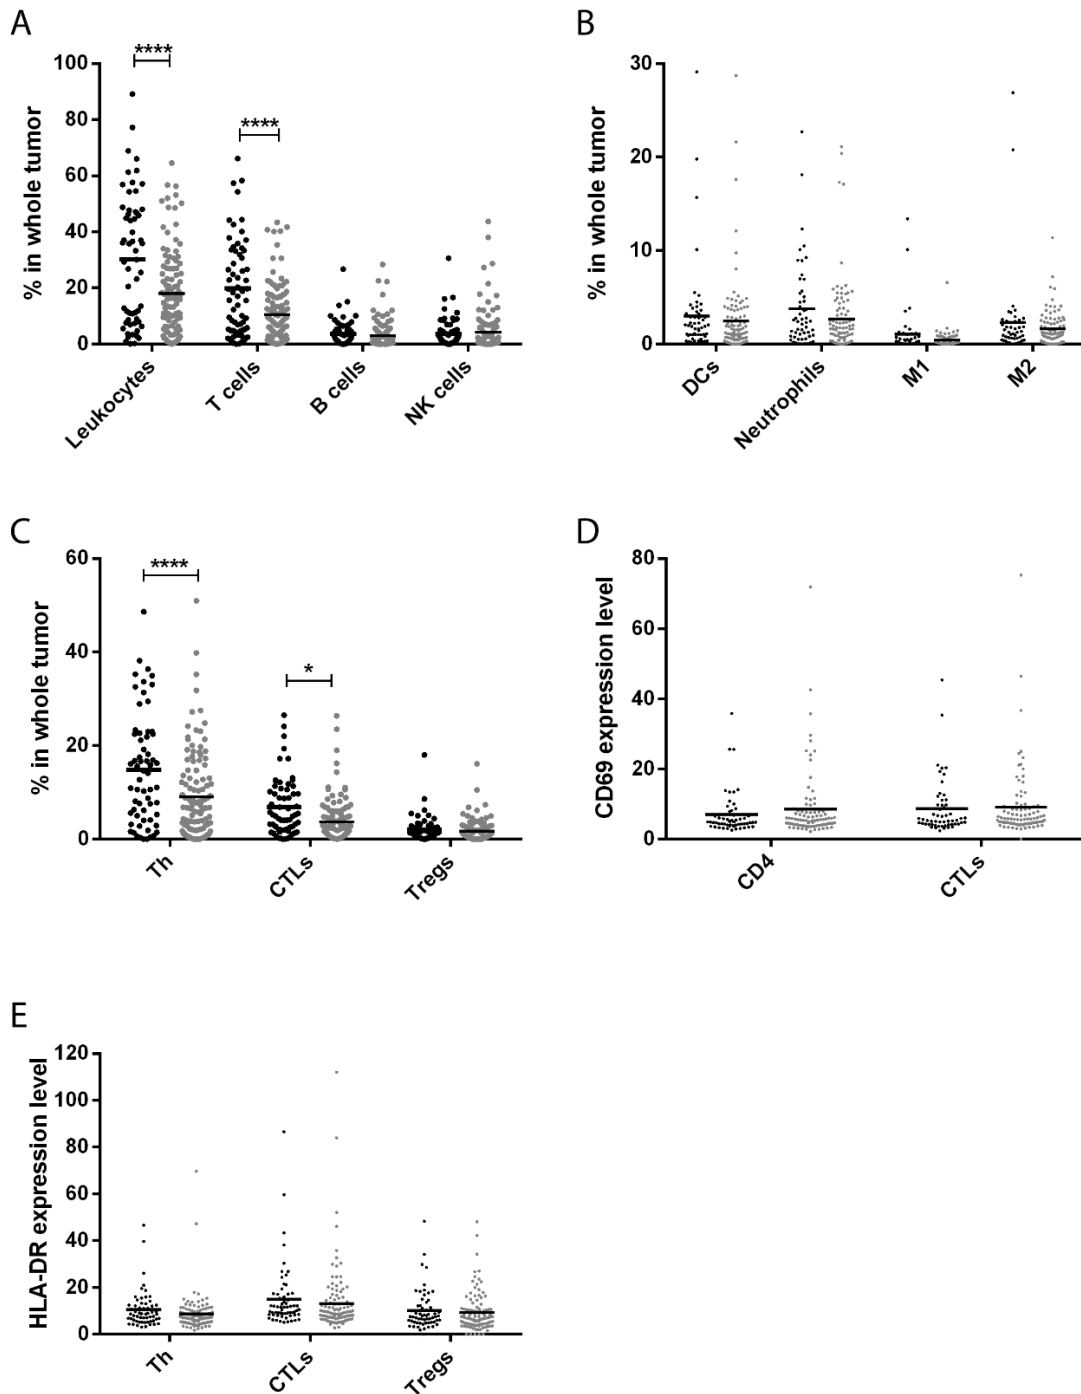 A
% in whole tumor
100
80
60
40
20
0
****
****
Leukocytes
T cells
B cells
NK cells
B
% in whole tumor
30
20
10
0
DCs
Neutrophils
M1
M2
C
% in whole tumor
60
40
20
0
****
*
Th
CTLs
Tregs
D
CD69 expression level
80
60
40
20
0
CD4
CTLs
E
HLA-DR expression level
120
100
80
60
40
20
0
Th
CTLs
Tregs